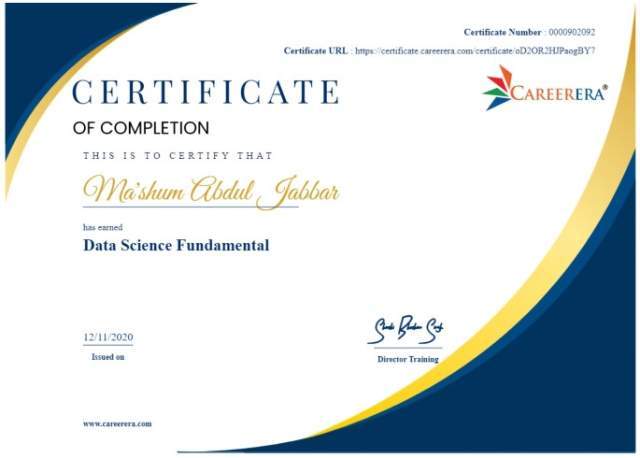 Certificate Number : 0000902092
Certificate URL : https://certificate.careerera.com/certificate/oD2OR2HJPaogBY7
CERTIFICATE
CAREERERA®
OF COMPLETION
THIS IS TO CERTIFY THAT
Ma'shum Abdul Jabbar
has earned
Data Science Fundamental
12/11/2020
Issued on
Director Training
www.careerera.com